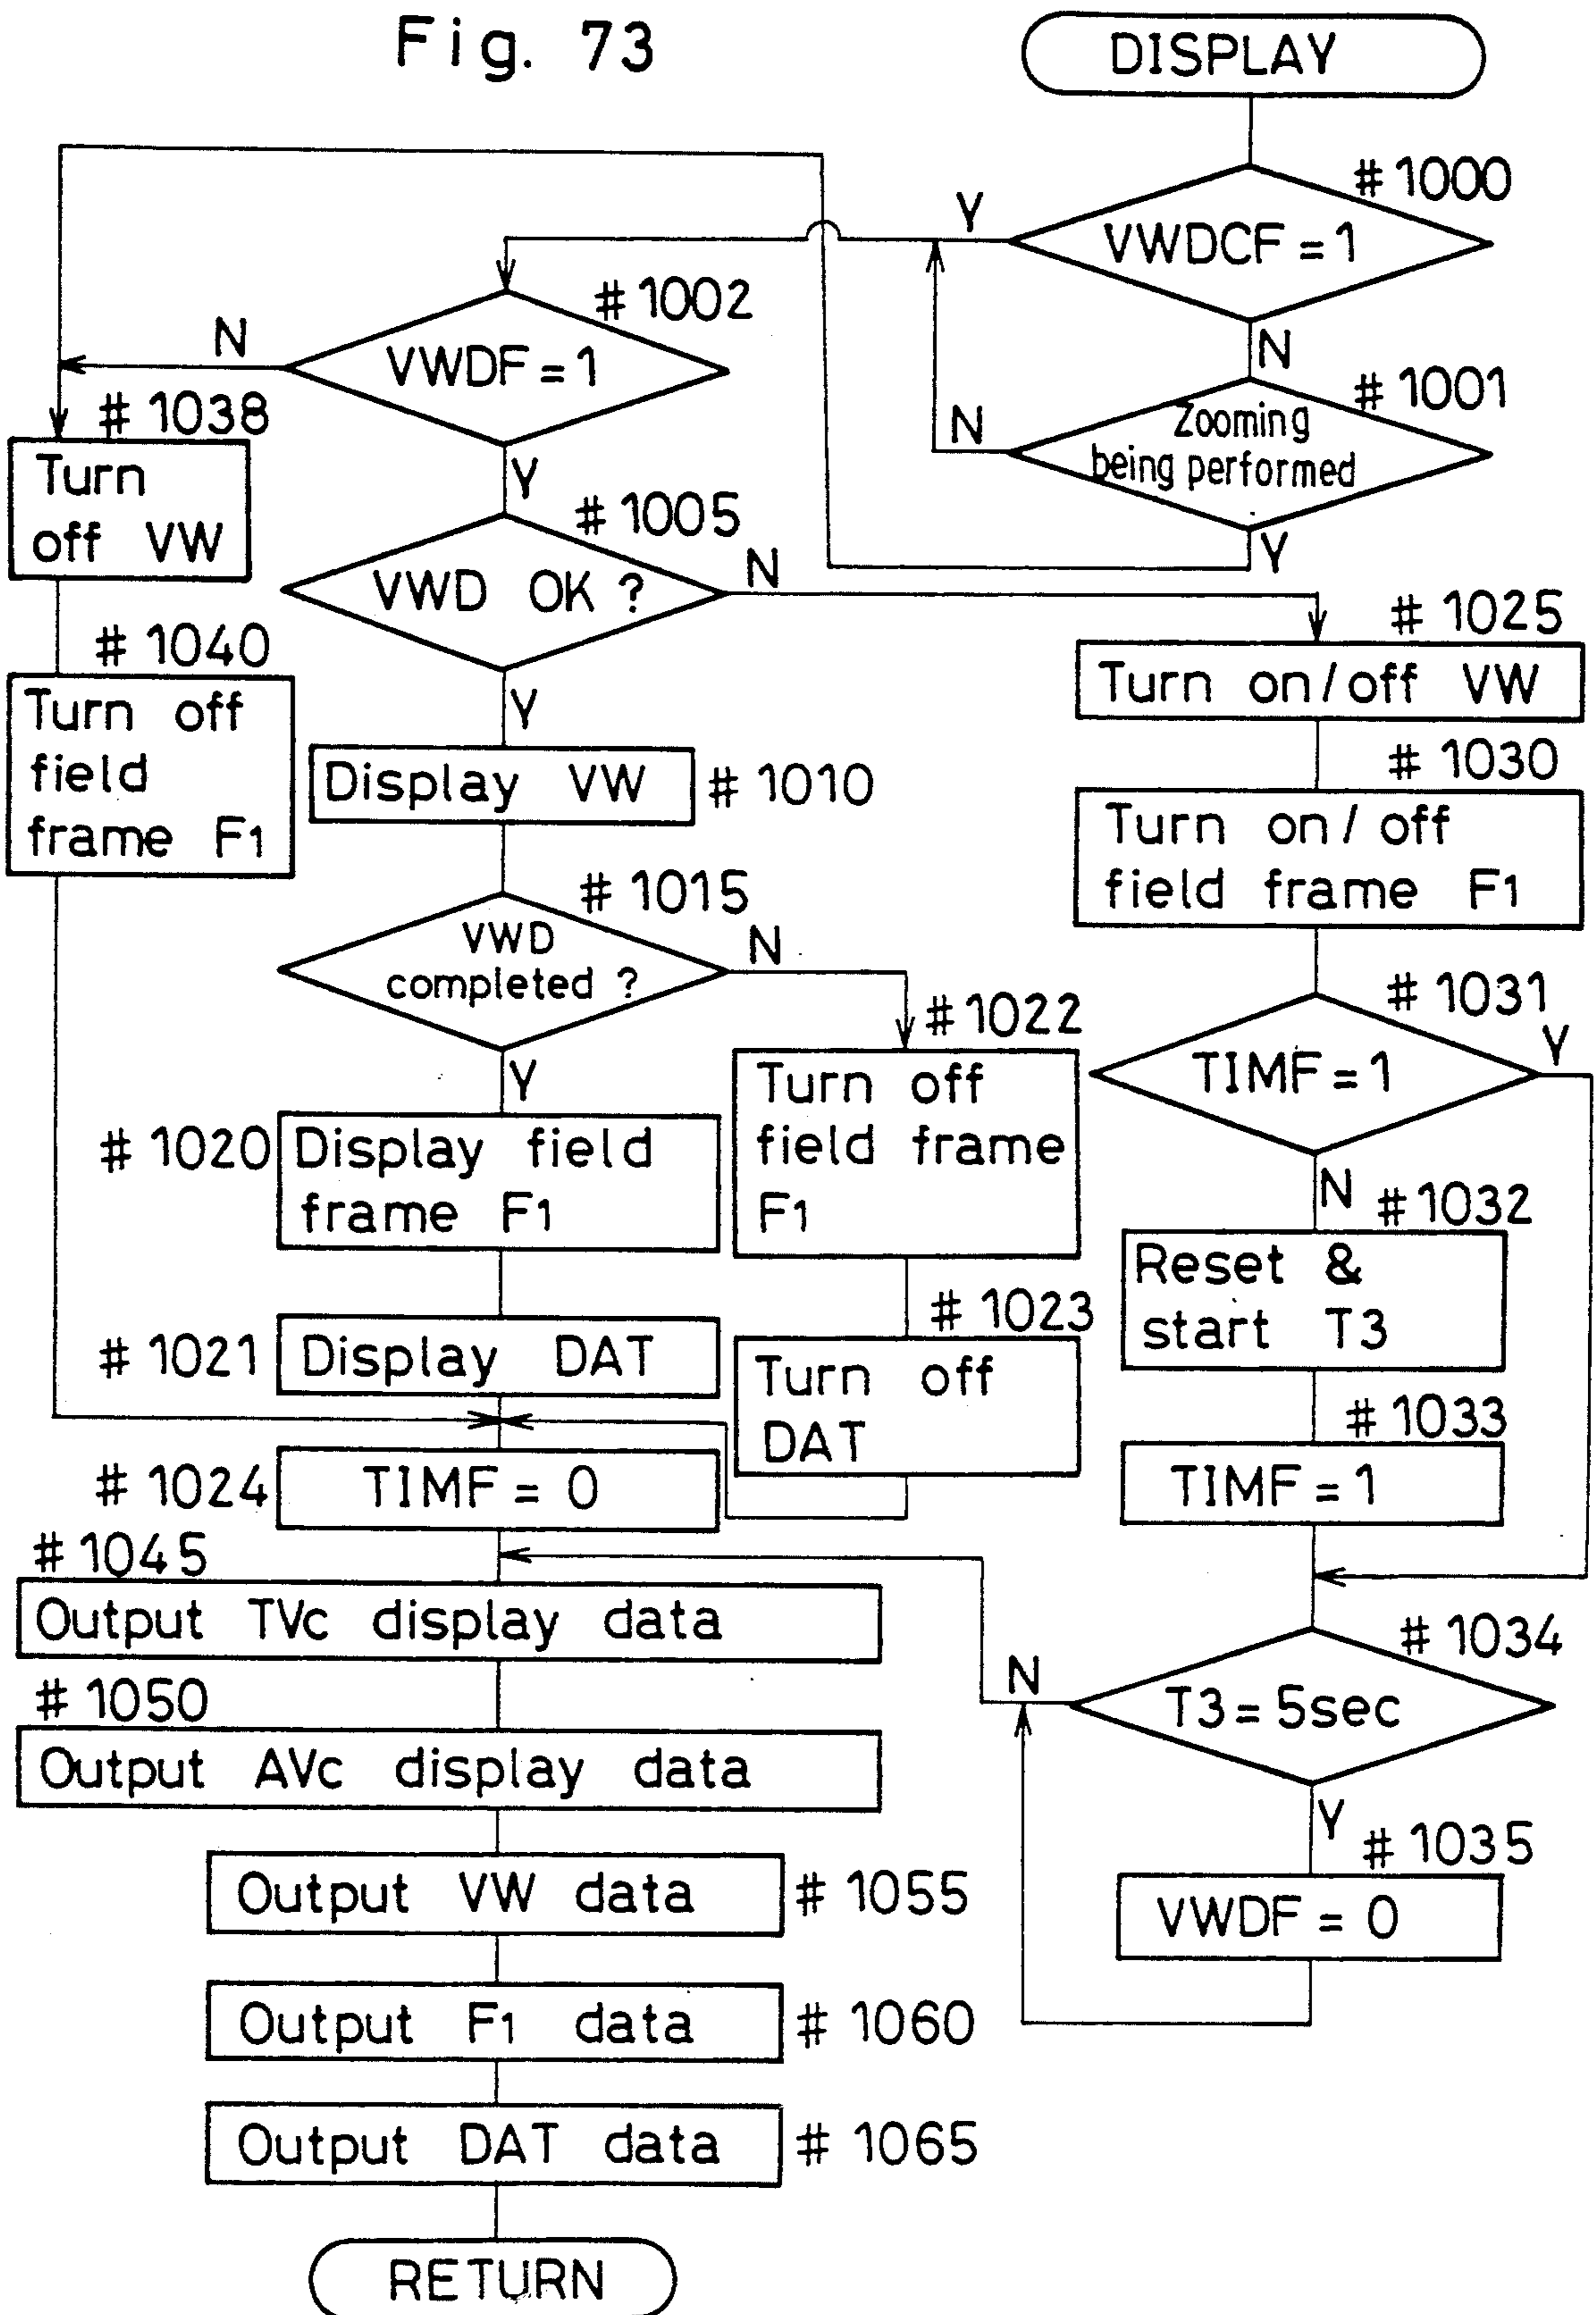 Fig. 73
DISPLAY
# 1000
VWDCF = 1
Y
N
# 1001
Zooming
being performed
N
Y
# 1002
VWDF = 1
N
Y
# 1038
Turn
off VW
# 1040
Turn off
field
frame F1
# 1005
VWD OK ?
N
Y
Display VW
# 1010
# 1015
VWD
completed ?
N
Y
# 1020
Display field
frame F1
# 1021
Display DAT
# 1022
Turn off
field frame
F1
# 1023
Turn off
DAT
# 1024
TIMF = 0
# 1025
Turn on/off VW
# 1030
Turn on/off
field frame F1
# 1031
TIMF = 1
Y
N
# 1032
Reset &
start T3
# 1033
TIMF = 1
# 1034
T3 = 5sec
N
Y
# 1035
VWDF = 0
# 1045
Output TVc display data
# 1050
Output AVc display data
Output VW data
# 1055
Output F1 data
# 1060
Output DAT data
# 1065
RETURN